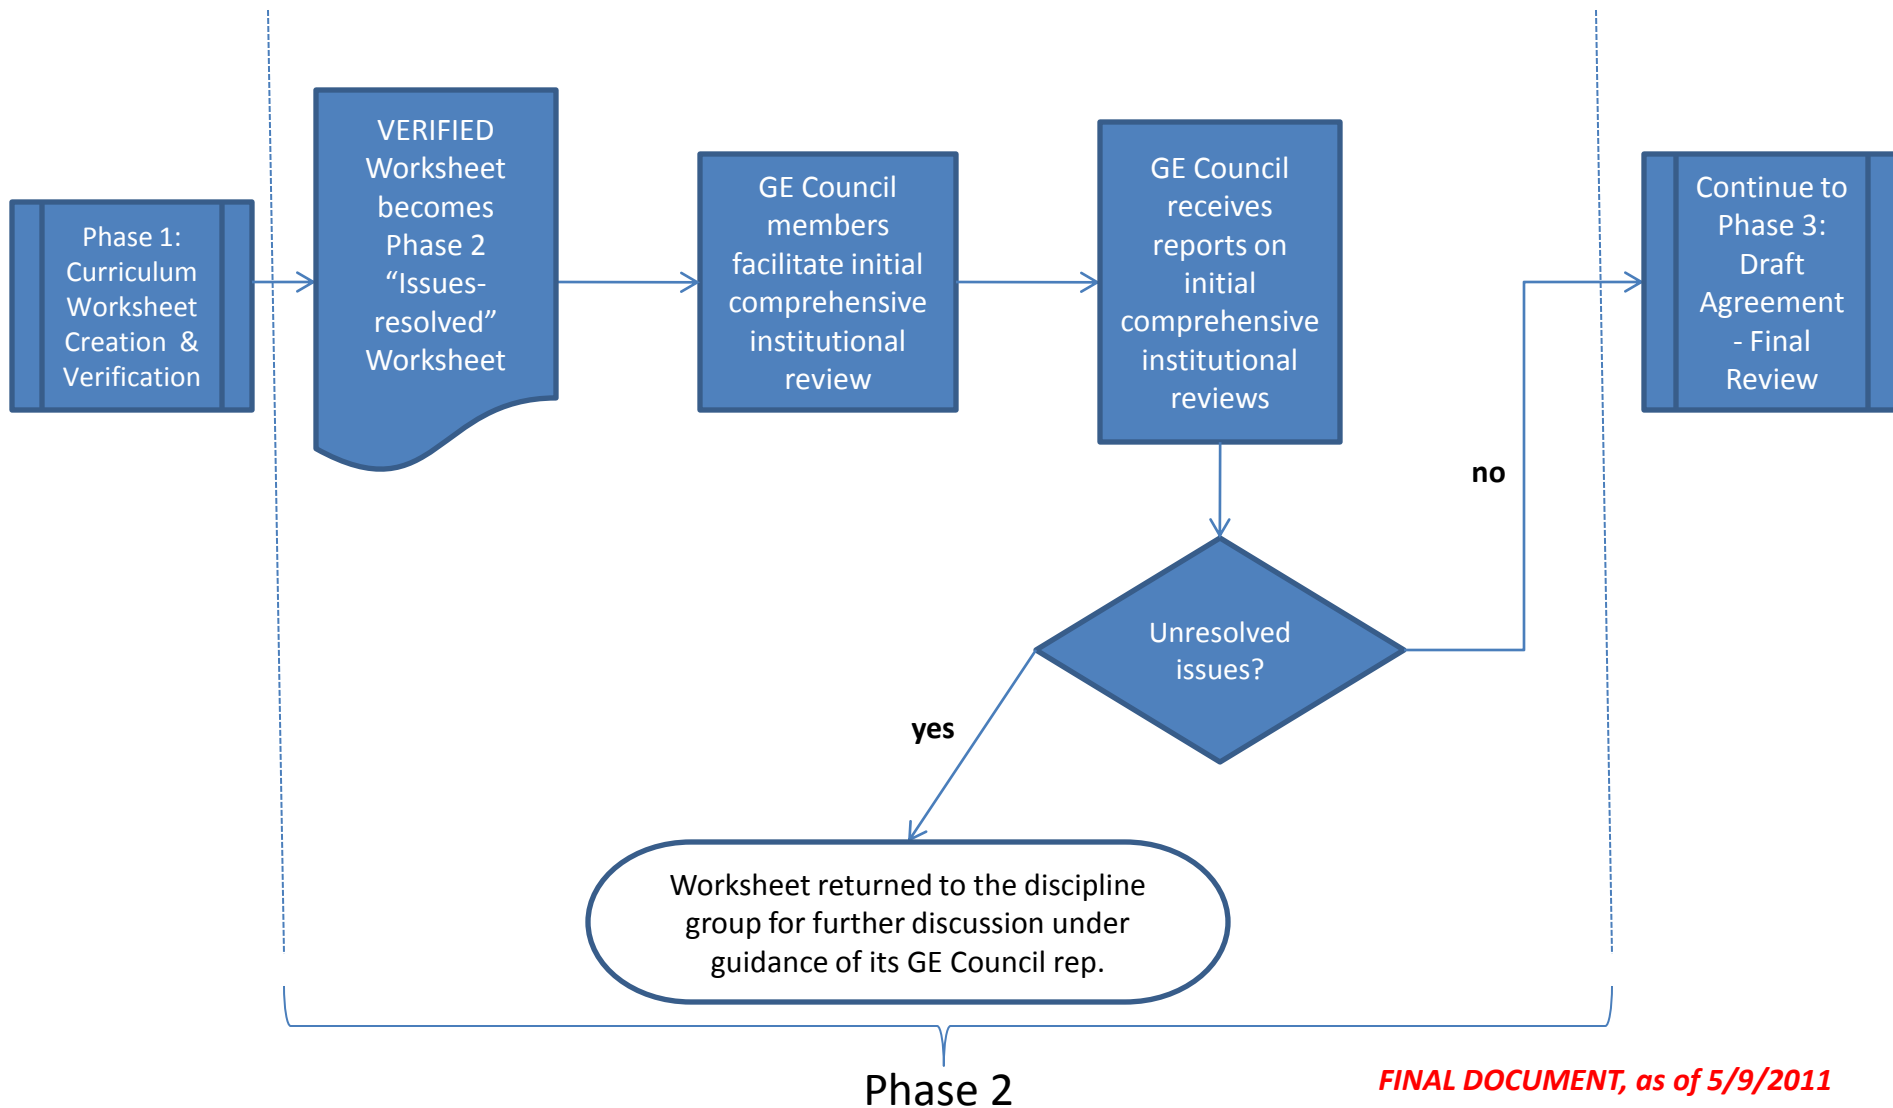 Phase 1:
Curriculum
Worksheet
Creation &
Verification
VERIFIED
Worksheet
becomes
Phase 2
“Issues-
resolved”
Worksheet
GE Council
members
facilitate initial
comprehensive
institutional
review
GE Council
receives
reports on
initial
comprehensive
institutional
reviews
Continue to
Phase 3:
Draft
Agreement
- Final
Review
no
Unresolved
issues?
yes
Worksheet returned to the discipline
group for further discussion under
guidance of its GE Council rep.
Phase 2
FINAL DOCUMENT, as of 5/9/2011